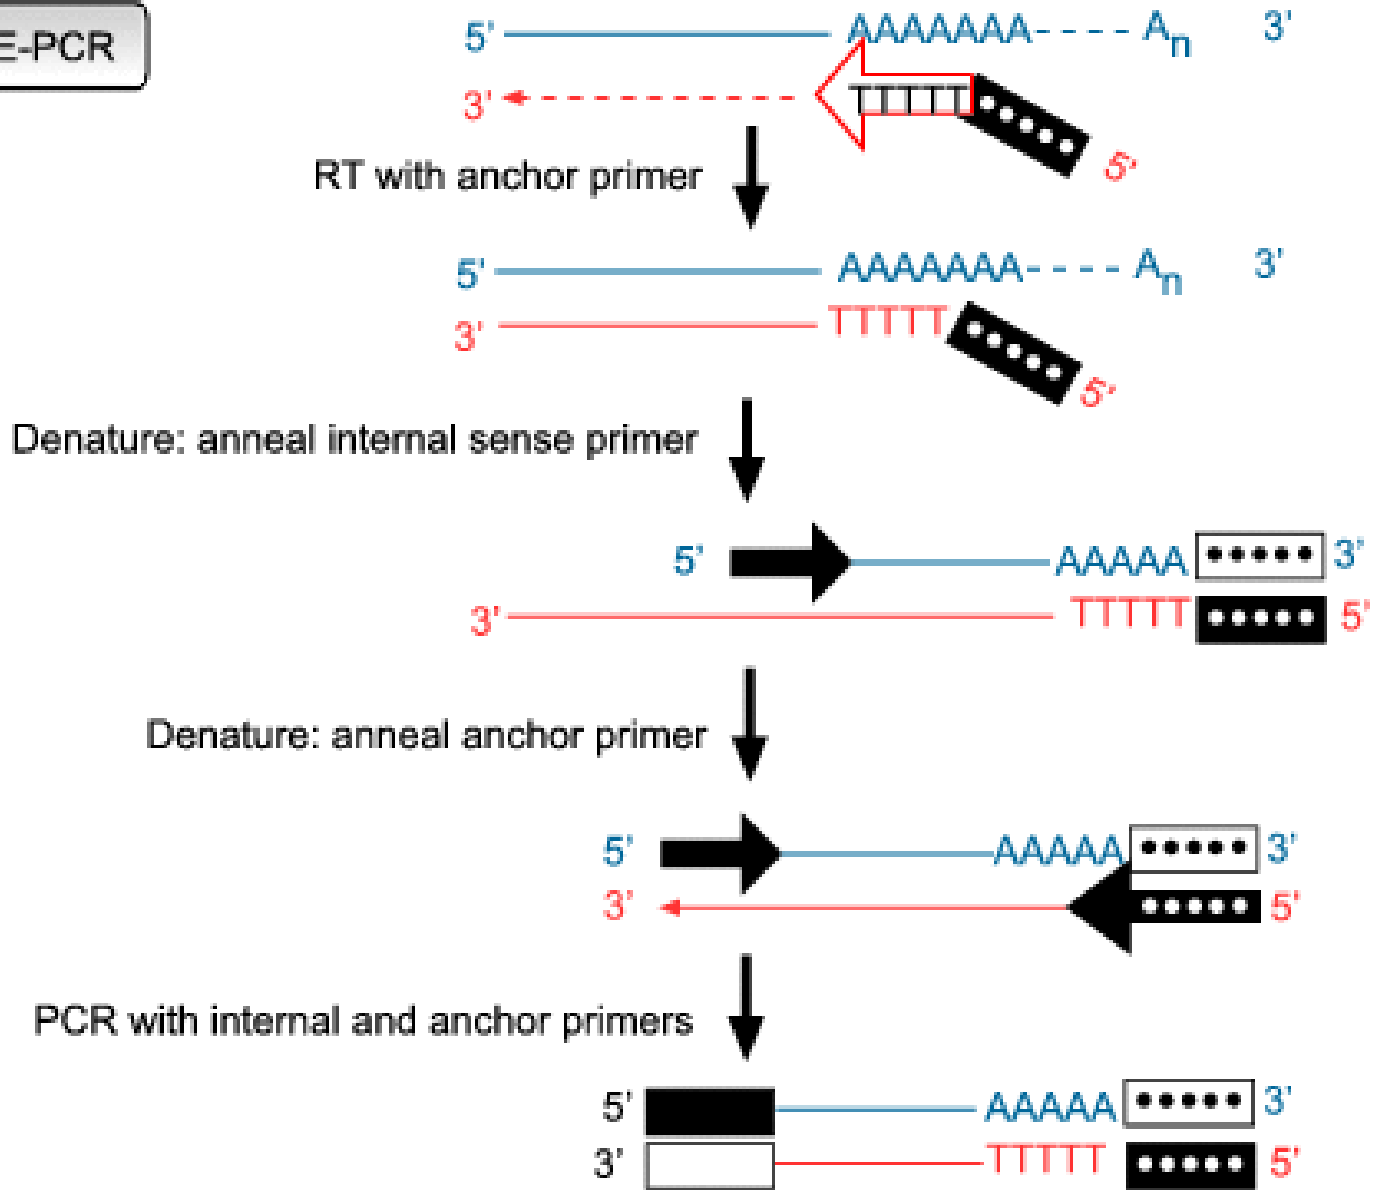 E-PCR
5' AAAAAAA---- An 3'
3' TTTTT 5'
RT with anchor primer
5' AAAAAAA---- An 3'
3' TTTTT 5'
Denature: anneal internal sense primer
5' AAAAA 3'
3' TTTTT 5'
Denature: anneal anchor primer
5' AAAAA 3'
3' 5'
PCR with internal and anchor primers
5' AAAAA 3'
3' TTTTT 5'